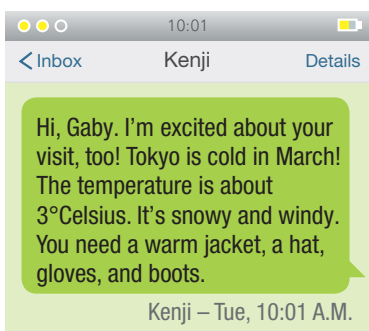 10:01
Inbox Kenji Details
Hi, Gaby. I'm excited about your
visit, too! Tokyo is cold in March!
The temperature is about
3°Celsius. It's snowy and windy.
You need a warm jacket, a hat,
gloves, and boots.
Kenji – Tue, 10:01 A.M.